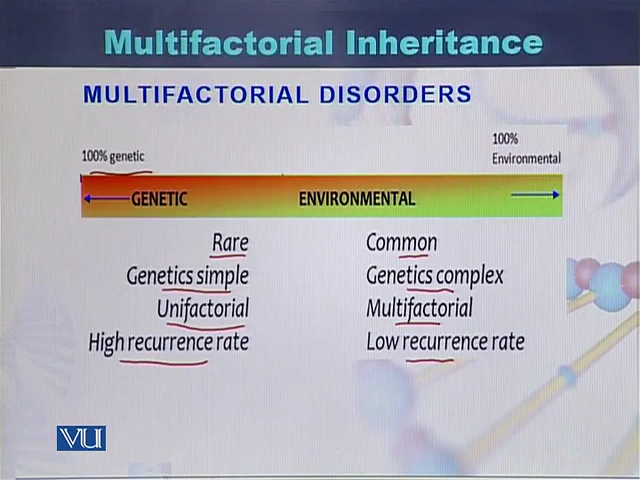 Multifactorial Inheritance
MULTIFACTORIAL DISORDERS
100% genetic
100%
Environmental
GENETIC ENVIRONMENTAL
Rare Common
Genetics simple Genetics complex
Unifactorial Multifactorial
High recurrence rate Low recurrence rate
VU